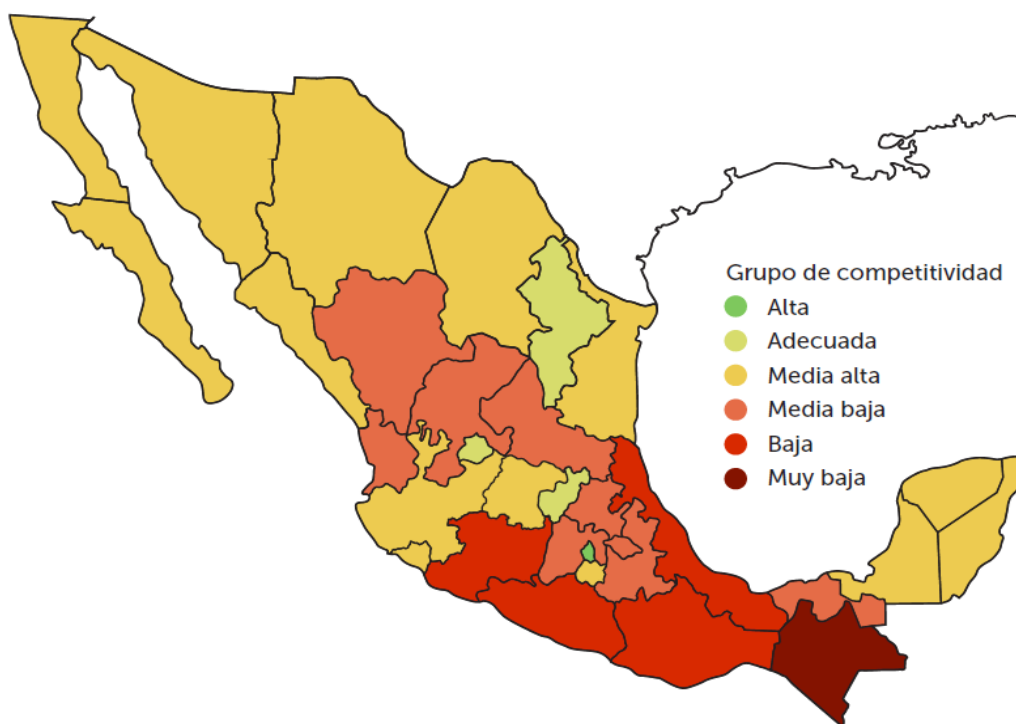 Grupo de competitividad
Alta
Adecuada
Media alta
Media baja
Baja
Muy baja